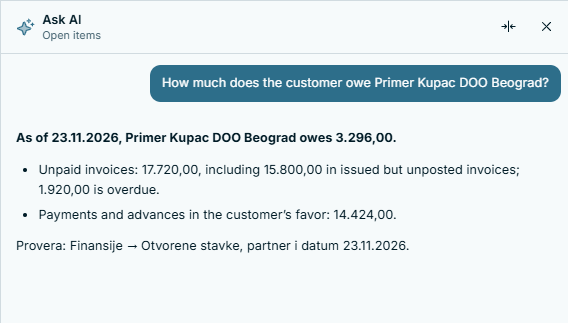 Ask AI
Open items
How much does the customer owe Primer Kupac DOO Beograd?
As of 23.11.2026, Primer Kupac DOO Beograd owes 3.296,00.
• Unpaid invoices: 17.720,00, including 15.800,00 in issued but unposted invoices;
1.920,00 is overdue.
• Payments and advances in the customer’s favor: 14.424,00.
Provera: Finansije → Otvorene stavke, partner i datum 23.11.2026.